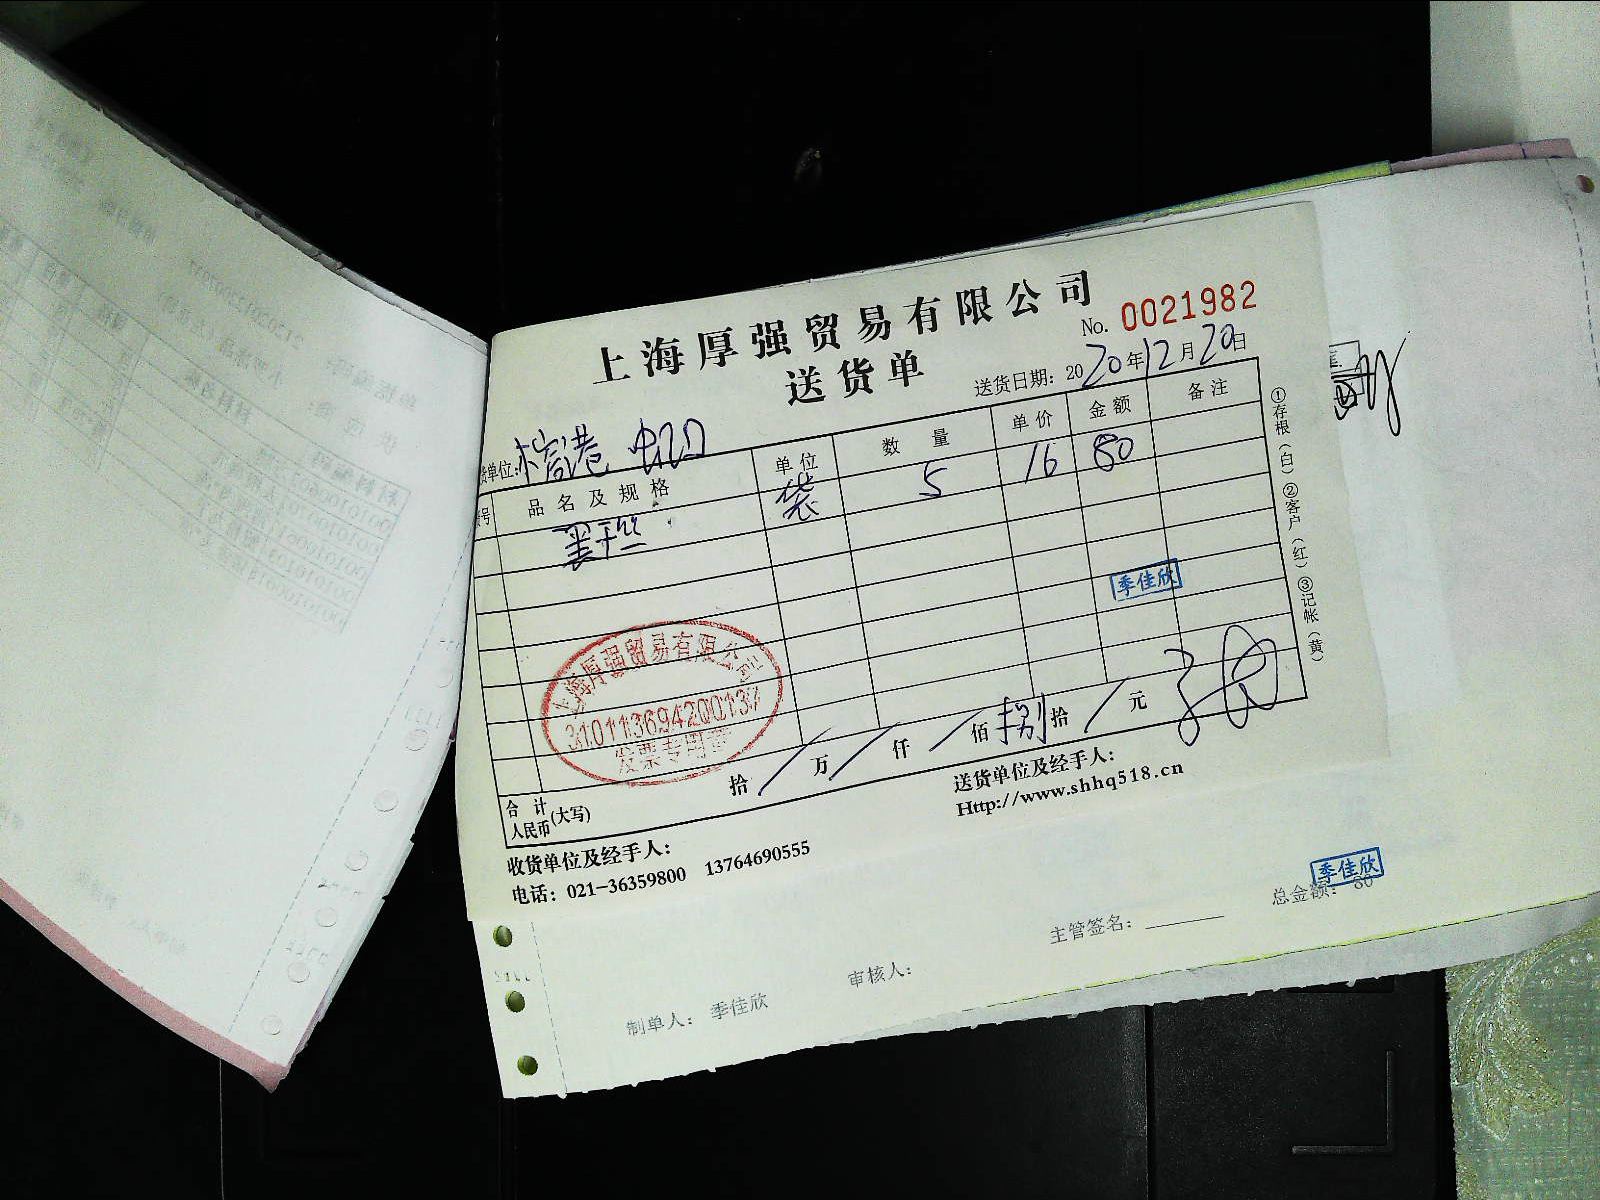 上海厚强贸易有限公司
送货单
No. 0021982
送货日期: 2020年12月20日
货单位:
货号 品名及规格 单位 数量 单价 金额 备注
袋 5 16 80
①存根(白)②客户(红)③记帐(黄)
季佳欣
上海厚强贸易有限公司
310113694200137
发票专用章
合计人民币(大写) 拾/万/仟/佰捌拾/元
收货单位及经手人:
送货单位及经手人:
电话: 021-36359800 13764690555
Http://www.shhq518.cn
季佳欣
总金额: 80
主管签名:
审核人:
制单人: 季佳欣